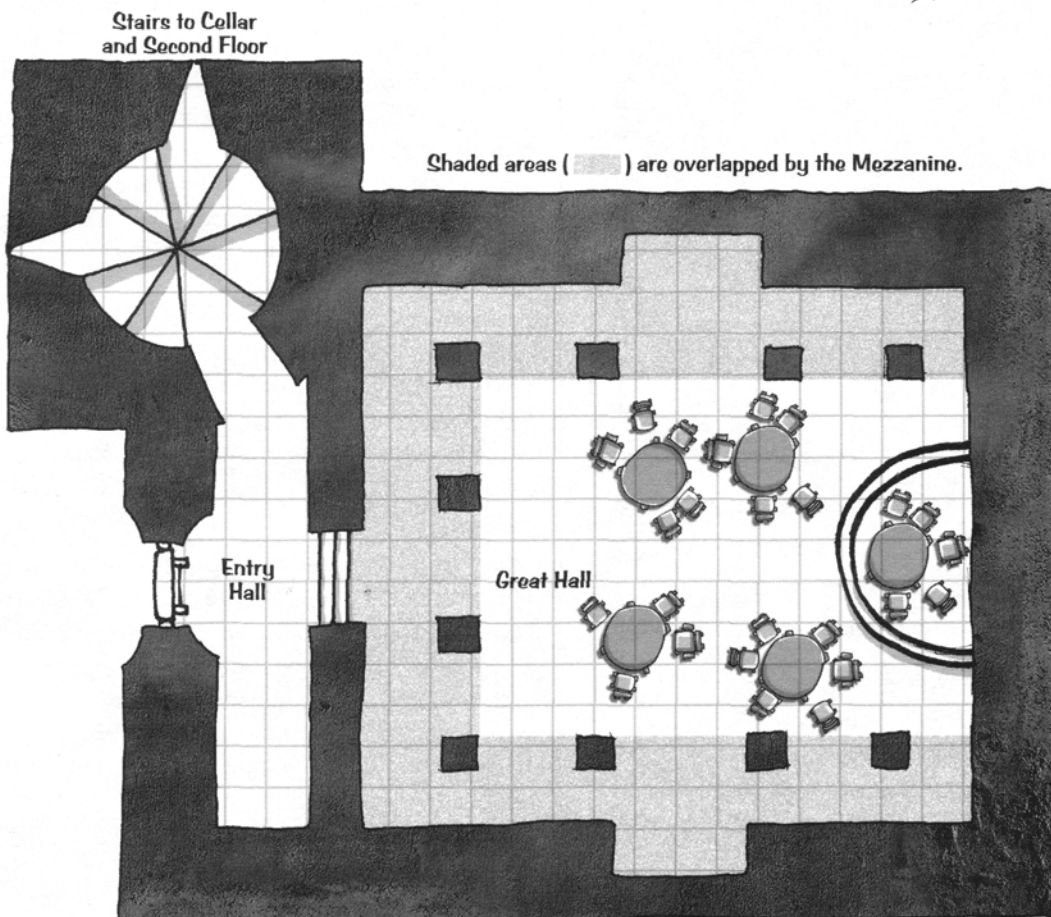 Stairs to Cellar
and Second Floor
Shaded areas ( ) are overlapped by the Mezzanine.
Entry
Hall
Great Hall